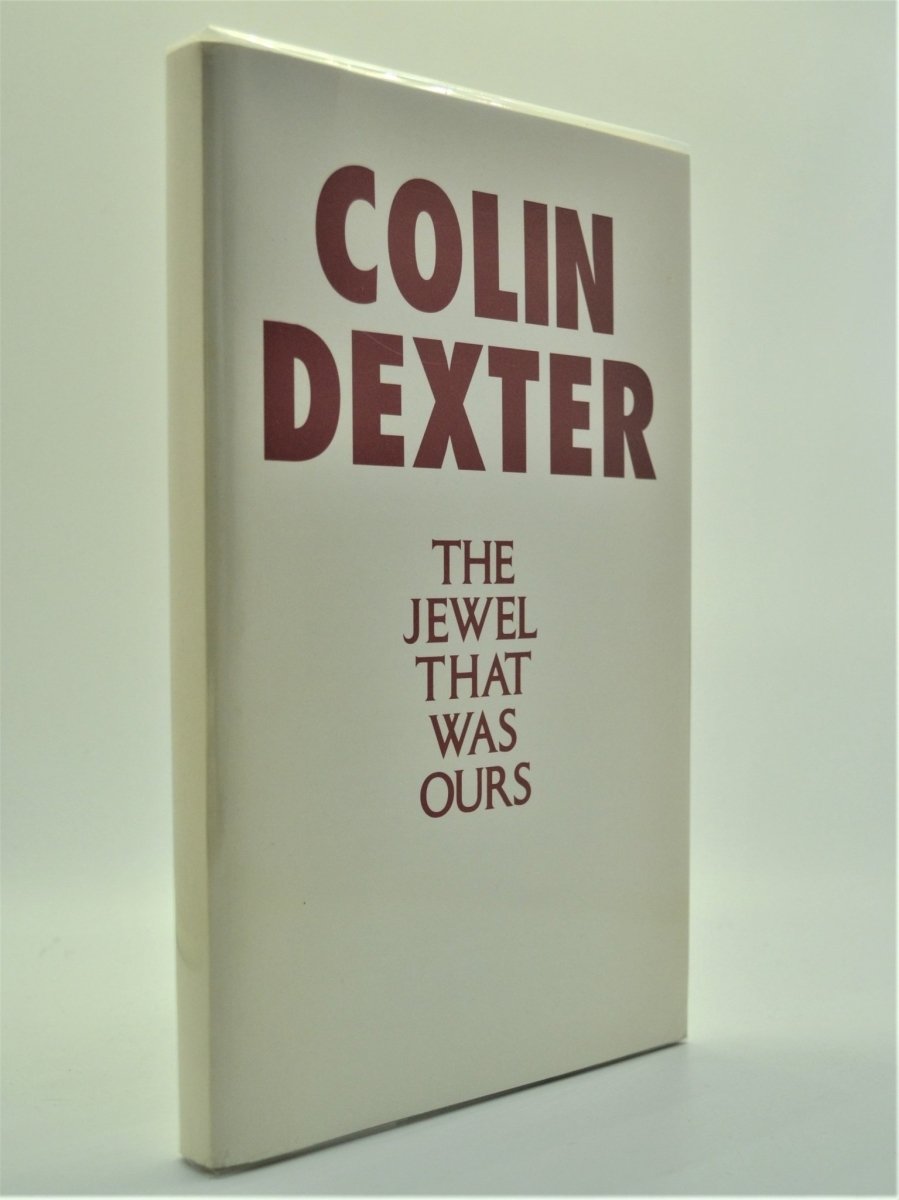 COLIN
DEXTER
THE
JEWEL
THAT
WAS
OURS